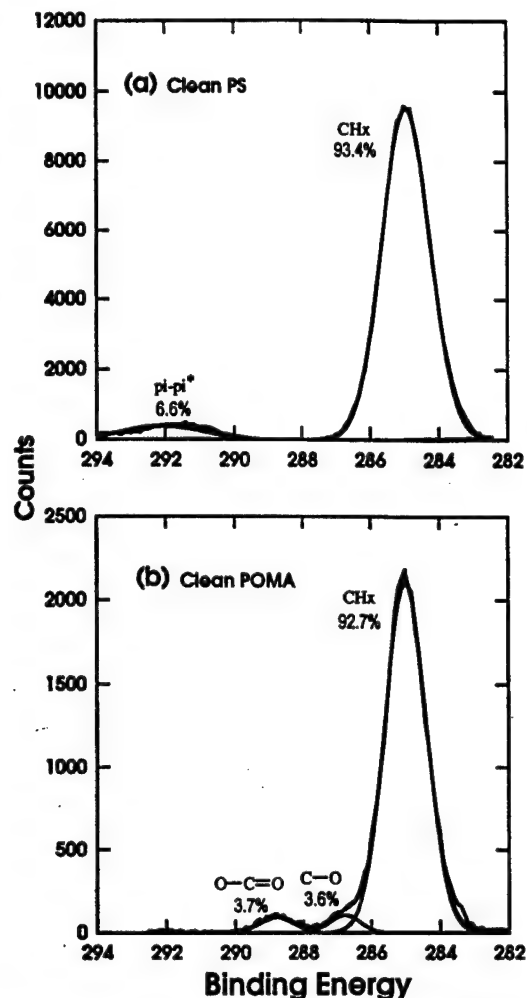 12000
(a) Clean PS
10000
CHx
93.4%
8000
6000
4000
2000
pi-pi*
6.6%
0
294 292 290 288 286 284 282
Counts
2500
(b) Clean POMA
2000
CHx
92.7%
1500
1000
500
O—C=O
3.7%
C—O
3.6%
0
294 292 290 288 286 284 282
Binding Energy